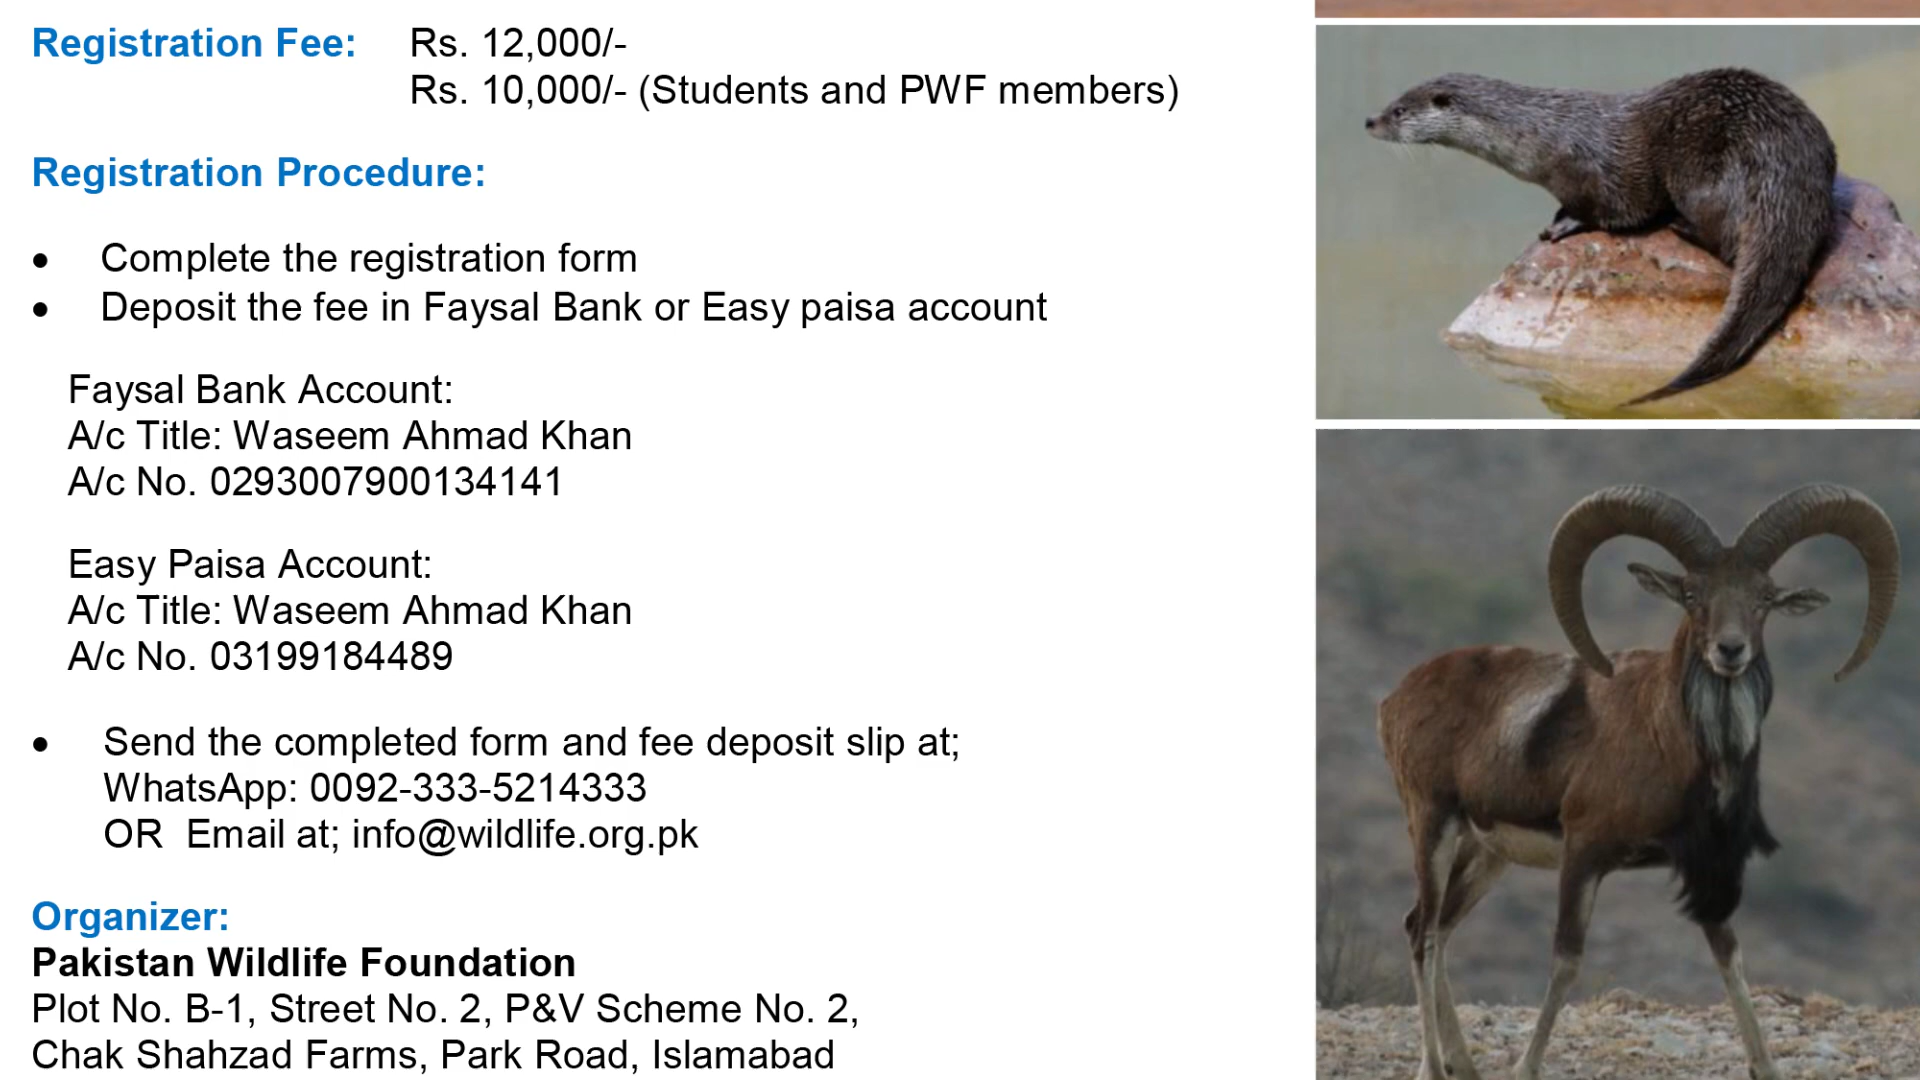 Registration Fee: Rs. 12,000/-
Rs. 10,000/- (Students and PWF members)
Registration Procedure:
• Complete the registration form
• Deposit the fee in Faysal Bank or Easy paisa account
Faysal Bank Account:
A/c Title: Waseem Ahmad Khan
A/c No. 0293007900134141
Easy Paisa Account:
A/c Title: Waseem Ahmad Khan
A/c No. 03199184489
• Send the completed form and fee deposit slip at;
WhatsApp: 0092-333-5214333
OR Email at; info@wildlife.org.pk
Organizer:
Pakistan Wildlife Foundation
Plot No. B-1, Street No. 2, P&V Scheme No. 2,
Chak Shahzad Farms, Park Road, Islamabad